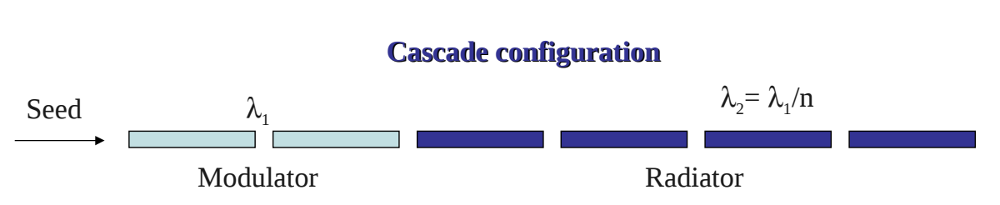 Cascade configuration
Seed
λ₁
λ₂= λ₁/n
Modulator
Radiator